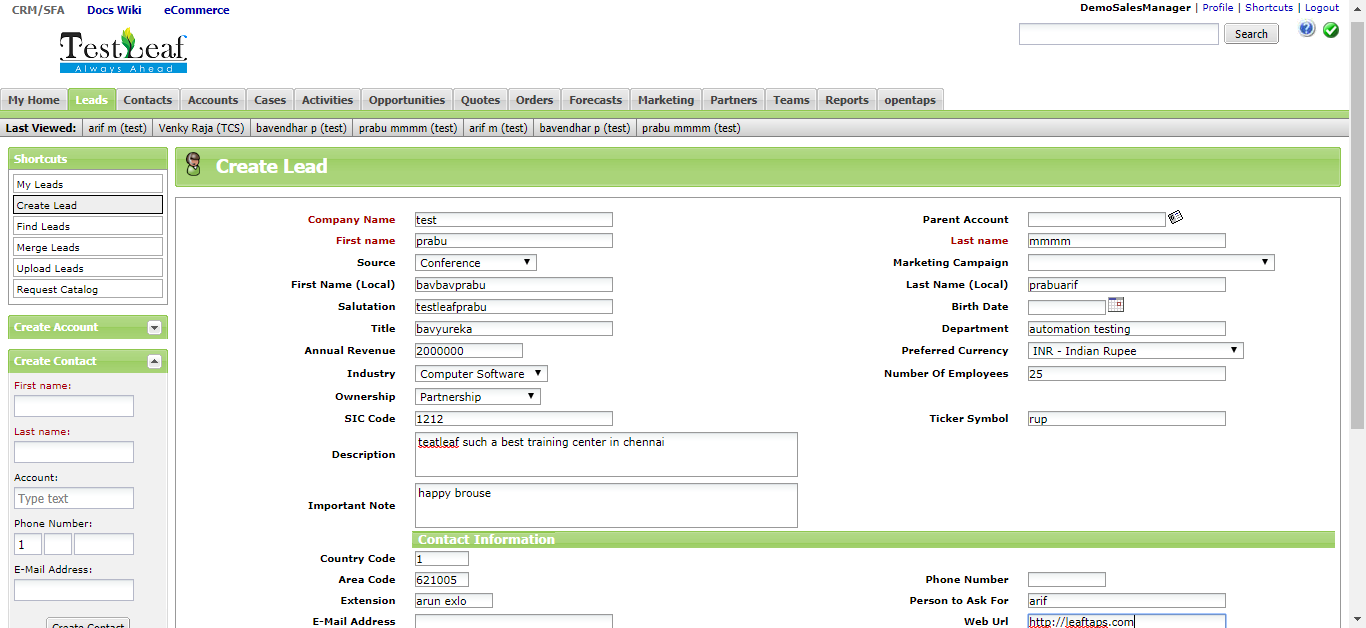 CRM/SFA Docs Wiki eCommerce
DemoSalesManager | Profile | Shortcuts | Logout
TestLeaf
Always Ahead
Search
My Home Leads Contacts Accounts Cases Activities Opportunities Quotes Orders Forecasts Marketing Partners Teams Reports opentaps
Last Viewed: arif m (test) Venky Raja (TCS) bavendhar p (test) prabu mmmm (test) arif m (test) bavendhar p (test) prabu mmmm (test)
Shortcuts
My Leads
Create Lead
Find Leads
Merge Leads
Upload Leads
Request Catalog
Create Account
Create Contact
First name:
Last name:
Account:
Type text
Phone Number:
1
E-Mail Address:
Create Contact
Create Lead
Company Name test Parent Account
First name prabu Last name mmmm
Source Conference Marketing Campaign
First Name (Local) bavbavprabu Last Name (Local) prabuarif
Salutation testleafprabu Birth Date
Title bavyureka Department automation testing
Annual Revenue 2000000 Preferred Currency INR - Indian Rupee
Industry Computer Software Number Of Employees 25
Ownership Partnership
SIC Code 1212 Ticker Symbol rup
Description teatleaf such a best training center in chennai
Important Note happy brouse
Contact Information
Country Code 1
Area Code 621005 Phone Number
Extension arun exlo Person to Ask For arif
E-Mail Address Web Url http://leaftaps.com